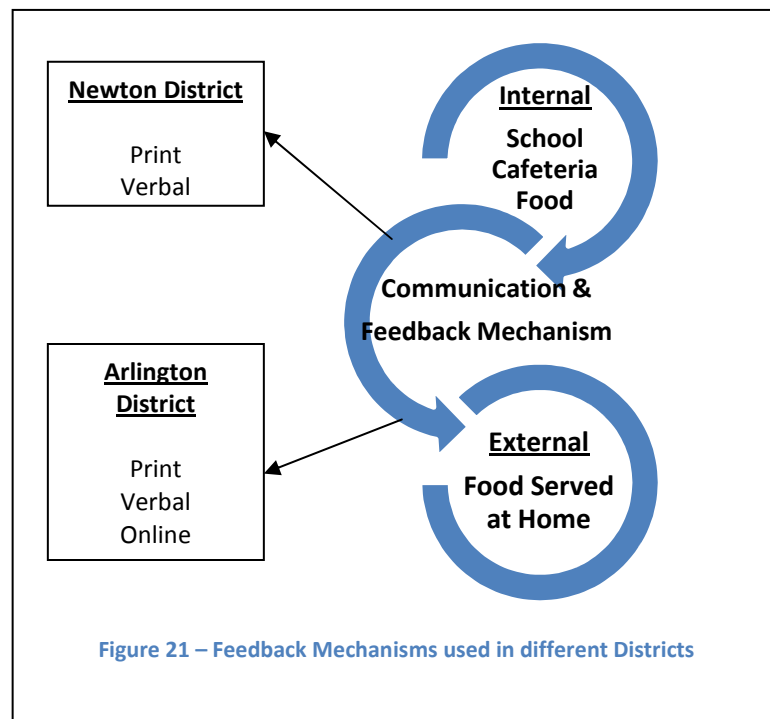 Newton District
Print
Verbal
Internal
School
Cafeteria
Food
Communication &
Feedback Mechanism
Arlington
District
Print
Verbal
Online
External
Food Served
at Home
Figure 21 – Feedback Mechanisms used in different Districts